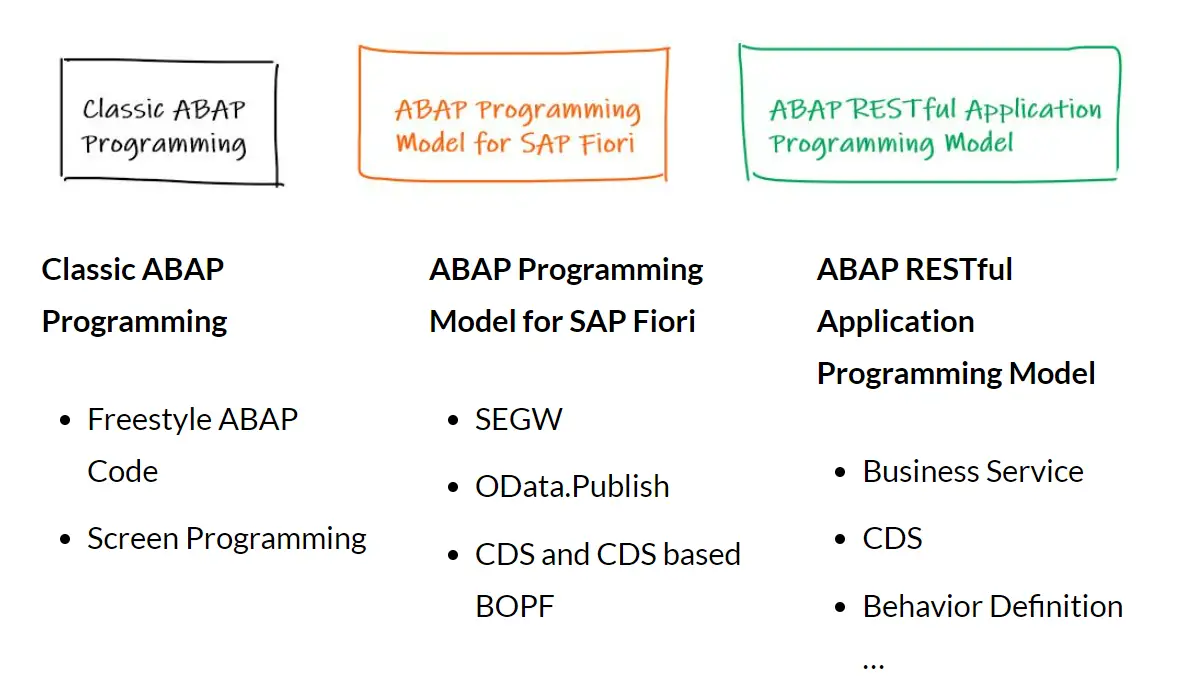 Classic ABAP
Programming
ABAP Programming
Model for SAP Fiori
ABAP RESTful Application
Programming Model
Classic ABAP
Programming
• Freestyle ABAP
Code
• Screen Programming
ABAP Programming
Model for SAP Fiori
• SEGW
• OData.Publish
• CDS and CDS based
BOPF
ABAP RESTful
Application
Programming Model
• Business Service
• CDS
• Behavior Definition
...